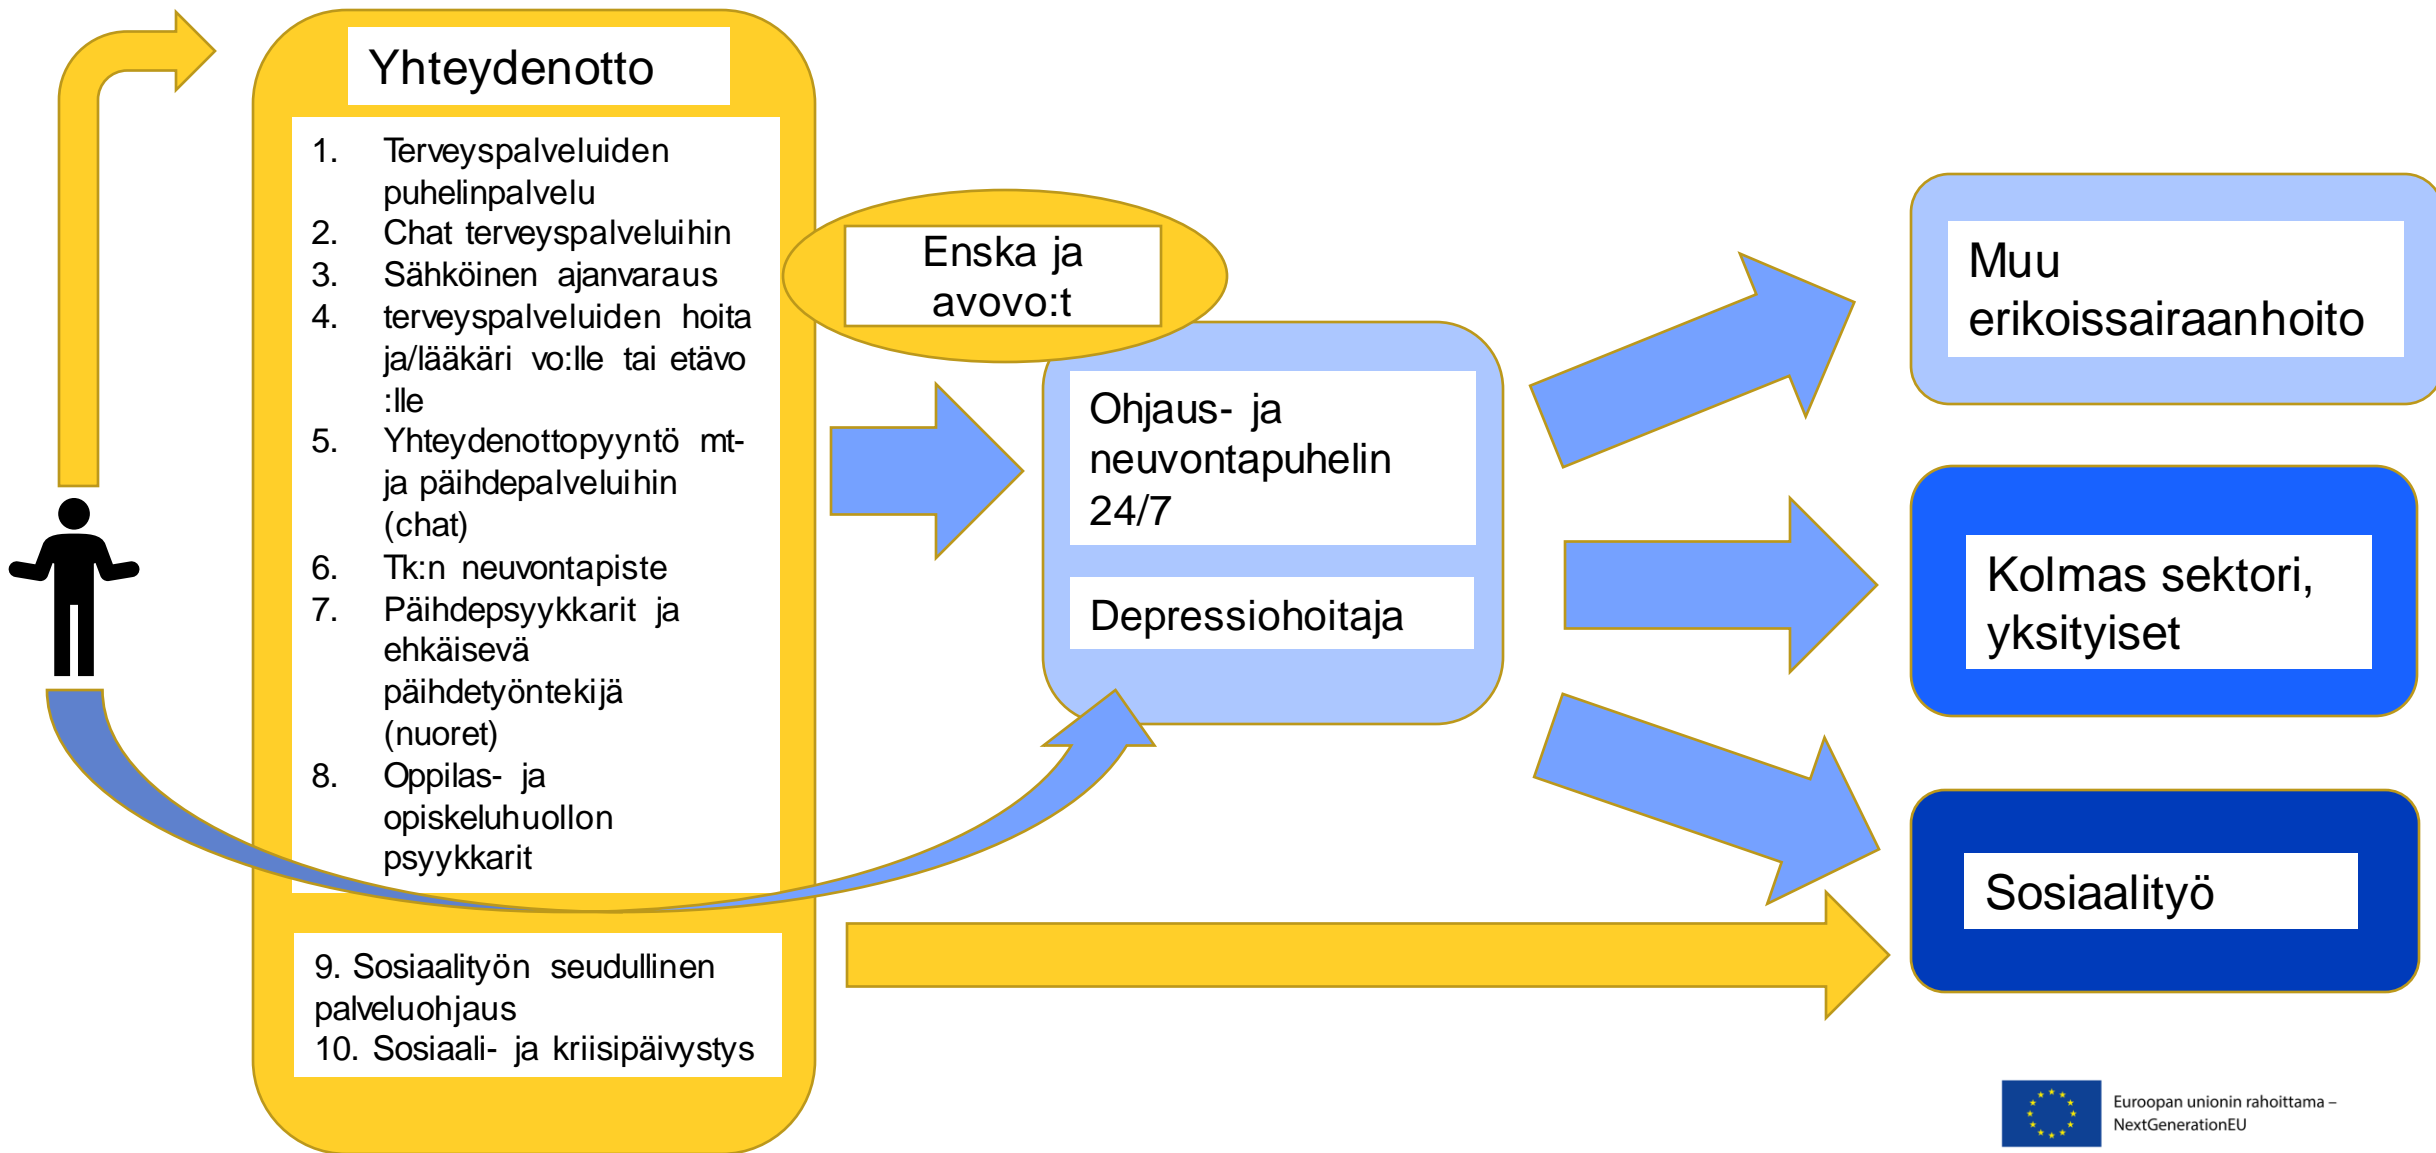 Yhteydenotto
1. Terveyspalveluiden
puhelinpalvelu
2. Chat terveyspalveluihin
3. Sähköinen ajanvaraus
4. terveyspalveluiden hoita
ja/lääkäri vo:lle tai etävo
:lle
5. Yhteydenottopyyntö mt-
ja päihdepalveluihin
(chat)
6. Tk:n neuvontapiste
7. Päihdepsyykkarit ja
ehkäisevä
päihdetyöntekijä
(nuoret)
8. Oppilas- ja
opiskeluhuollon
psyykkarit
9. Sosiaalityön seudullinen
palveluohjaus
10. Sosiaali- ja kriisipäivystys
Enska ja
avovo:t
Ohjaus- ja
neuvontapuhelin
24/7
Depressiohoitaja
Muu
erikoissairaanhoito
Kolmas sektori,
yksityiset
Sosiaalityö
Euroopan unionin rahoittama –
NextGenerationEU